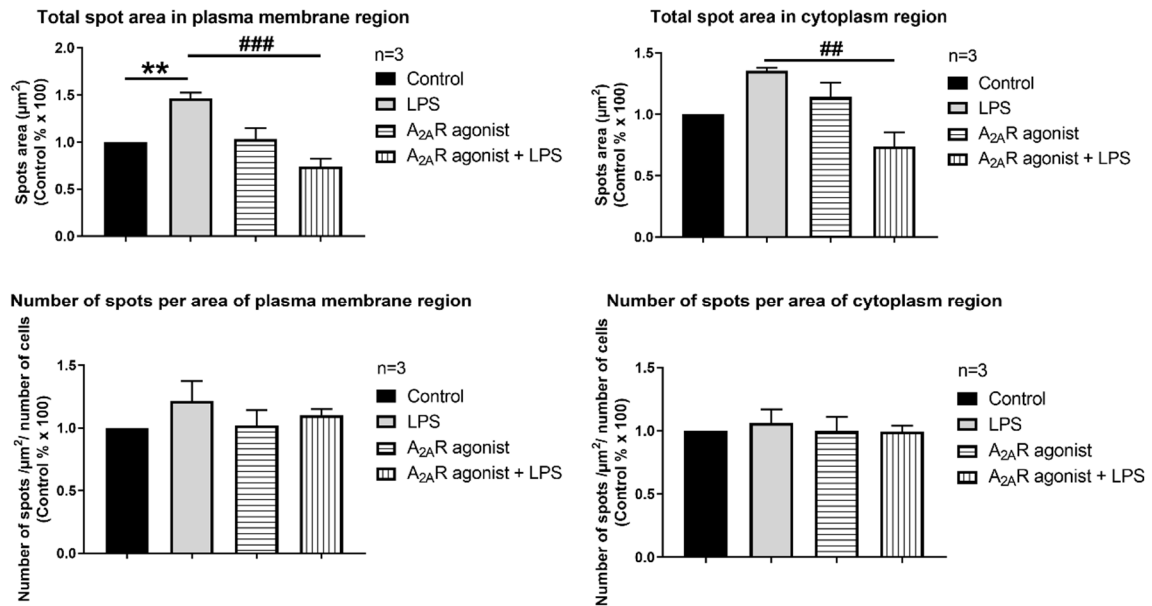 Total spot area in plasma membrane region
Spots area (µm²)
(Control % x 100)
2.0
1.5
1.0
0.5
0.0
**
###
n=3
Control
LPS
A₂ₐR agonist
A₂ₐR agonist + LPS
Total spot area in cytoplasm region
Spots area (µm²)
(Control % x 100)
1.5
1.0
0.5
0.0
##
n=3
Control
LPS
A₂ₐR agonist
A₂ₐR agonist + LPS
Number of spots per area of plasma membrane region
Number of spots /µm²/ number of cells
(Control % x 100)
1.5
1.0
0.5
0.0
n=3
Control
LPS
A₂ₐR agonist
A₂ₐR agonist + LPS
Number of spots per area of cytoplasm region
Number of spots /µm²/ number of cells
(Control % x 100)
1.5
1.0
0.5
0.0
n=3
Control
LPS
A₂ₐR agonist
A₂ₐR agonist + LPS